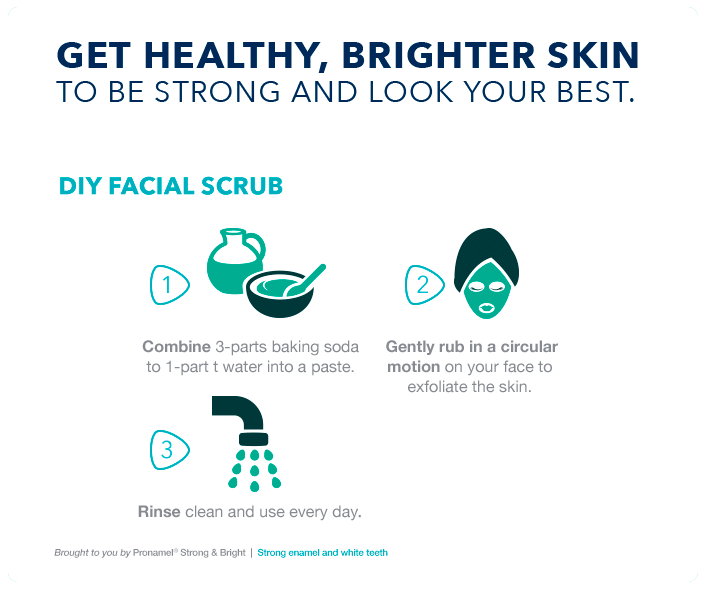 GET HEALTHY, BRIGHTER SKIN
TO BE STRONG AND LOOK YOUR BEST.
DIY FACIAL SCRUB
1
Combine 3-parts baking soda
to 1-part t water into a paste.
2
Gently rub in a circular
motion on your face to
exfoliate the skin.
3
Rinse clean and use every day.
Brought to you by Pronamel® Strong & Bright | Strong enamel and white teeth